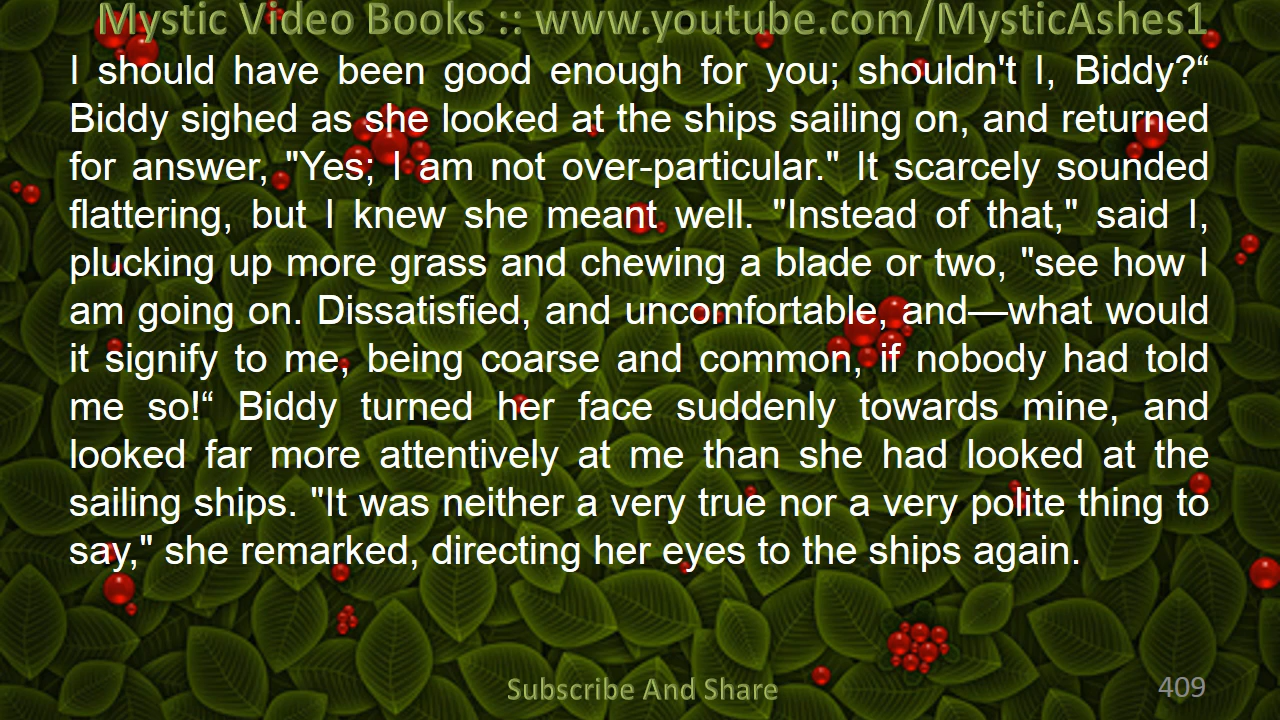 Mystic Video Books :: www.youtube.com/MysticAshes1
I should have been good enough for you; shouldn't I, Biddy?“
Biddy sighed as she looked at the ships sailing on, and returned
for answer, "Yes; I am not over-particular." It scarcely sounded
flattering, but I knew she meant well. "Instead of that," said I,
plucking up more grass and chewing a blade or two, "see how I
am going on. Dissatisfied, and uncomfortable, and—what would
it signify to me, being coarse and common, if nobody had told
me so!“ Biddy turned her face suddenly towards mine, and
looked far more attentively at me than she had looked at the
sailing ships. "It was neither a very true nor a very polite thing to
say," she remarked, directing her eyes to the ships again.
Subscribe And Share
409